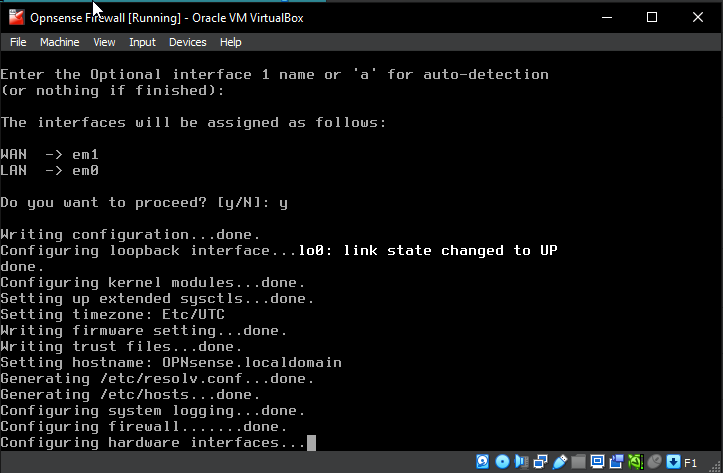 Opnsense Firewall [Running] - Oracle VM VirtualBox
File Machine View Input Devices Help
Enter the Optional interface 1 name or 'a' for auto-detection
(or nothing if finished):
The interfaces will be assigned as follows:
WAN  -> em1
LAN  -> em0
Do you want to proceed? [y/N]: y
Writing configuration...done.
Configuring loopback interface...lo0: link state changed to UP
done.
Configuring kernel modules...done.
Setting up extended sysctls...done.
Setting timezone: Etc/UTC
Writing firmware setting...done.
Writing trust files...done.
Setting hostname: OPNsense.localdomain
Generating /etc/resolv.conf...done.
Generating /etc/hosts...done.
Configuring system logging...done.
Configuring firewall.......done.
Configuring hardware interfaces...
F1